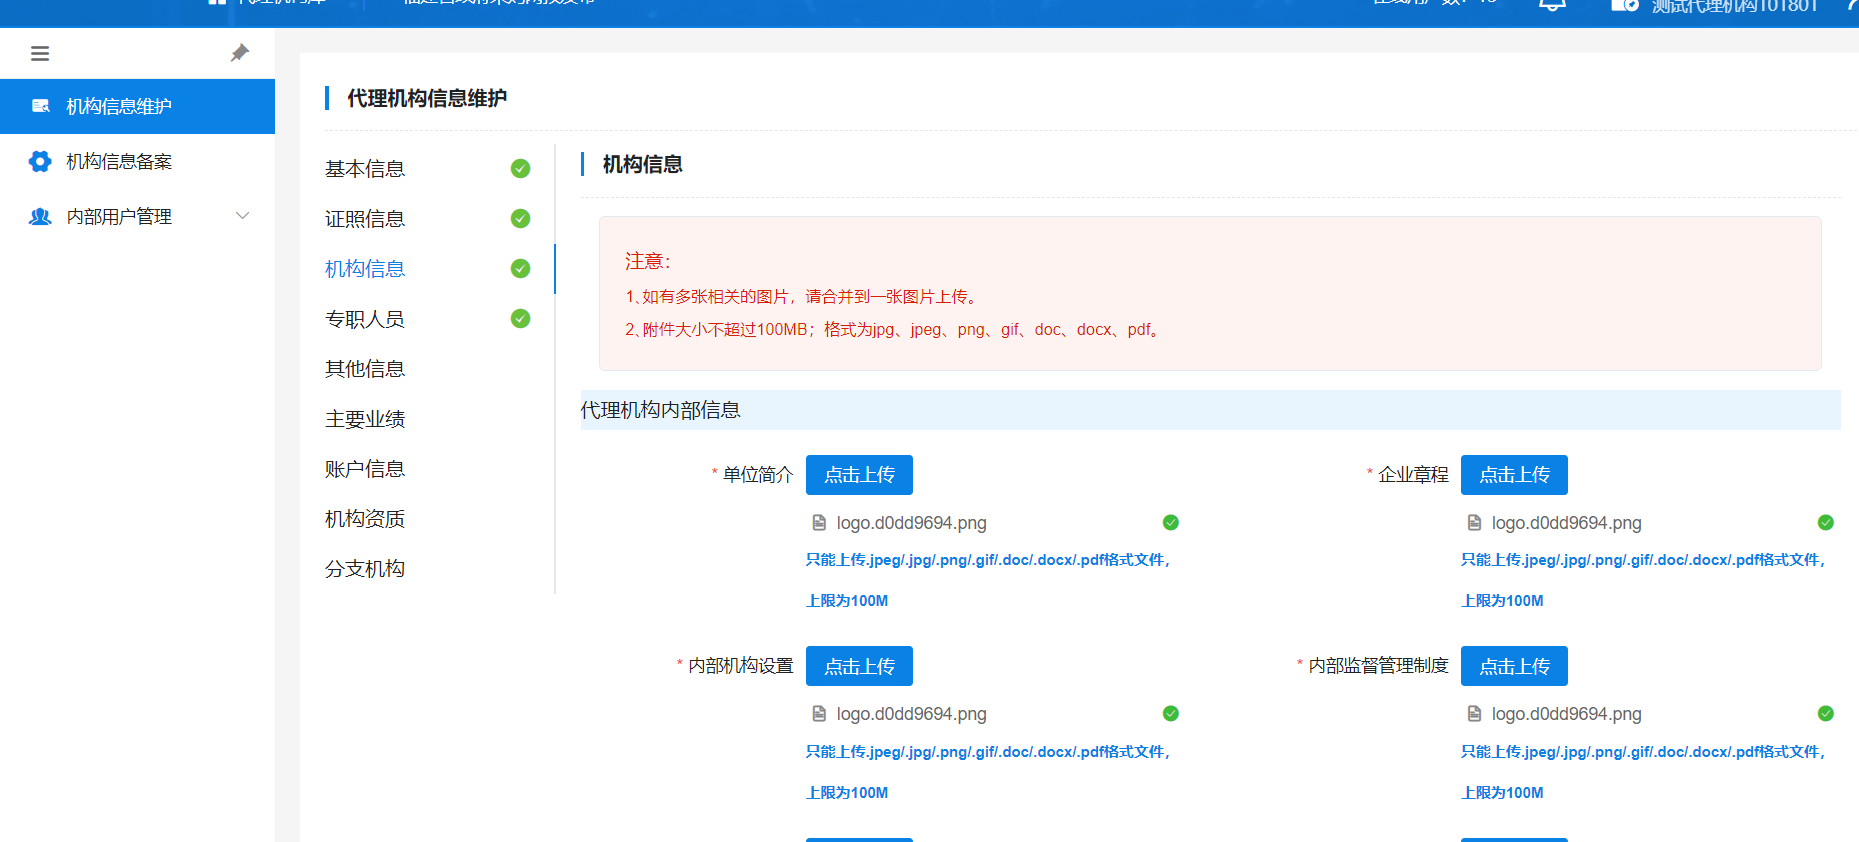 测试代理机构101801
机构信息维护
机构信息备案
内部用户管理
代理机构信息维护
基本信息
证照信息
机构信息
专职人员
其他信息
主要业绩
账户信息
机构资质
分支机构
机构信息
注意：
1、如有多张相关的图片，请合并到一张图片上传。
2、附件大小不超过100MB；格式为jpg、jpeg、png、gif、doc、docx、pdf。
代理机构内部信息
* 单位简介 点击上传
logo.d0dd9694.png
只能上传.jpeg/.jpg/.png/.gif/.doc/.docx/.pdf格式文件，
上限为100M
* 企业章程 点击上传
logo.d0dd9694.png
只能上传.jpeg/.jpg/.png/.gif/.doc/.docx/.pdf格式文件，
上限为100M
* 内部机构设置 点击上传
logo.d0dd9694.png
只能上传.jpeg/.jpg/.png/.gif/.doc/.docx/.pdf格式文件，
上限为100M
* 内部监督管理制度 点击上传
logo.d0dd9694.png
只能上传.jpeg/.jpg/.png/.gif/.doc/.docx/.pdf格式文件，
上限为100M